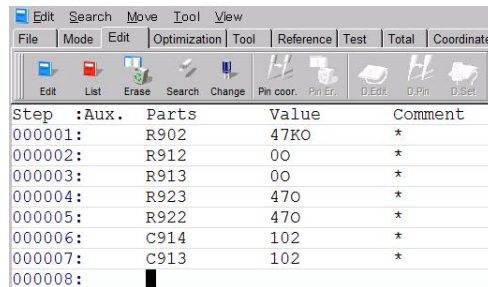 Edit Search Move Tool View
File Mode Edit Optimization Tool Reference Test Total Coordinate
Edit List Erase Search Change Pin coor. Pin Er. D.Edit D.Pin D.Set
Step :Aux. Parts Value Comment
000001: R902 47KO *
000002: R912 0O *
000003: R913 0O *
000004: R923 47O *
000005: R922 47O *
000006: C914 102 *
000007: C913 102 *
000008: